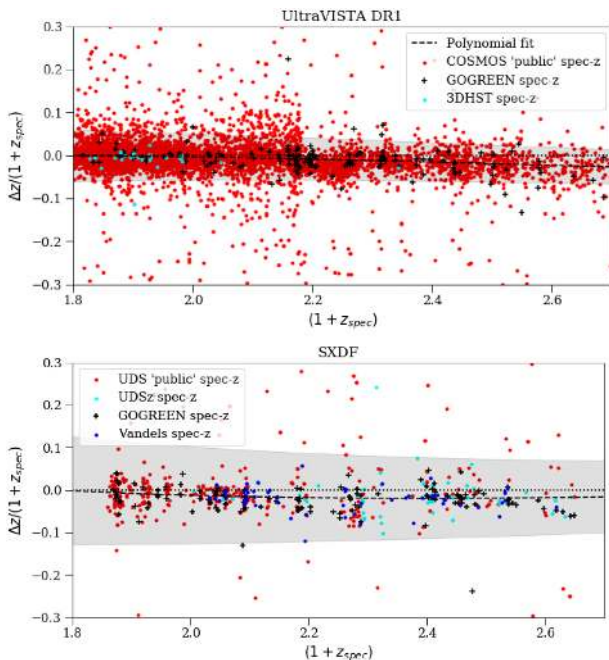 UltraVISTA DR1
0.3
0.2
0.1
0.0
−0.1
−0.2
−0.3
Δz/(1 + z_spec)
Polynomial fit
COSMOS 'public' spec-z
GOGREEN spec-z
3DHST spec-z
1.8 2.0 2.2 2.4 2.6
(1 + z_spec)
SXDF
0.3
0.2
0.1
0.0
−0.1
−0.2
−0.3
Δz/(1 + z_spec)
UDS 'public' spec-z
UDSz spec-z
GOGREEN spec-z
Vandels spec-z
1.8 2.0 2.2 2.4 2.6
(1 + z_spec)